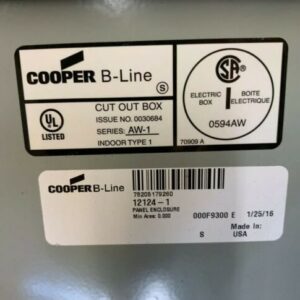 COOPER B-Line
S
CUT OUT BOX
ISSUE NO. 0030684
UL
LISTED
SERIES: AW-1
INDOOR TYPE 1
SA
ELECTRIC
BOX
BOITE
ELECTRIQUE
0594AW
70909 A
COOPER B-Line
78205179260
12124-1
PANEL ENCLOSURE
Min Area: 0.000
000F9300 E 1/25/16
Made in:
S USA